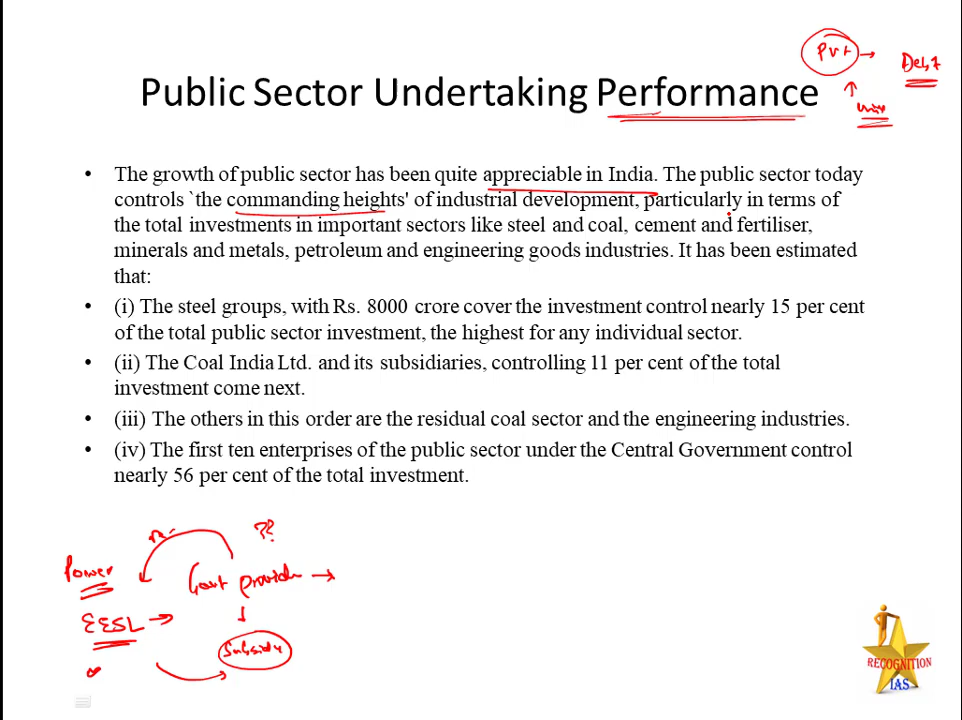 Pvt
Debt
Public Sector Undertaking Performance
• The growth of public sector has been quite appreciable in India. The public sector today
controls `the commanding heights' of industrial development, particularly in terms of
the total investments in important sectors like steel and coal, cement and fertiliser,
minerals and metals, petroleum and engineering goods industries. It has been estimated
that:
• (i) The steel groups, with Rs. 8000 crore cover the investment control nearly 15 per cent
of the total public sector investment, the highest for any individual sector.
• (ii) The Coal India Ltd. and its subsidiaries, controlling 11 per cent of the total
investment come next.
• (iii) The others in this order are the residual coal sector and the engineering industries.
• (iv) The first ten enterprises of the public sector under the Central Government control
nearly 56 per cent of the total investment.
??
Power
Govt provide
EESL
Subsidy
RECOGNITION
IAS